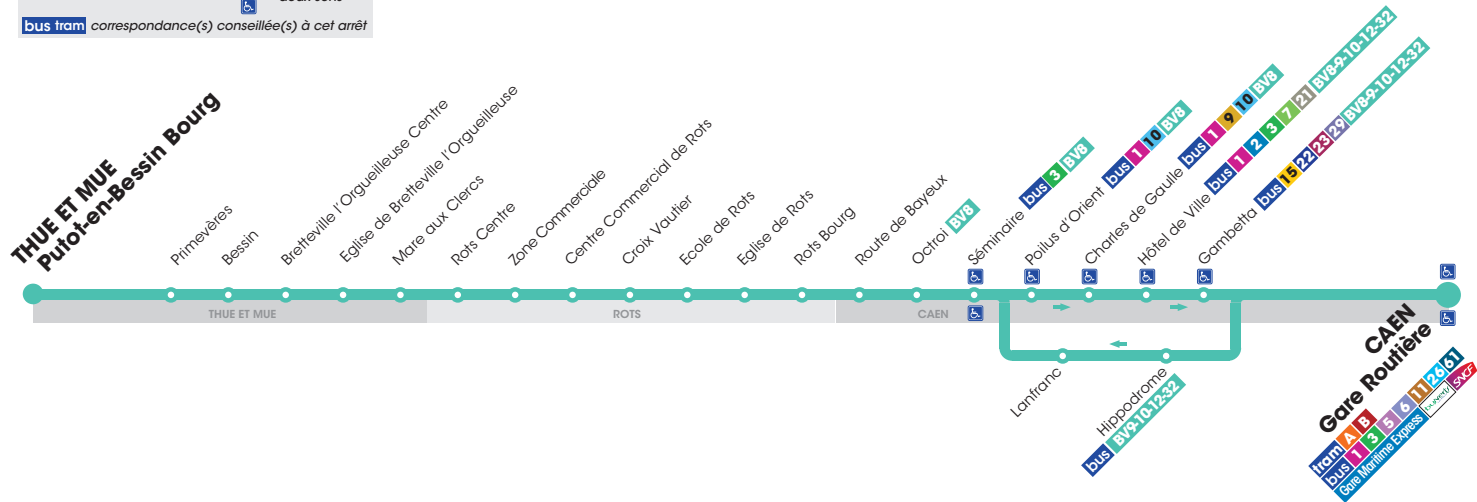 deux sens
bus tram correspondance(s) conseillée(s) à cet arrêt
THUE ET MUE
Putot-en-Bessin Bourg
Primevères
Bessin
Bretteville l'Orgueilleuse Centre
Eglise de Bretteville l'Orgueilleuse
Mare aux Clercs
Rots Centre
Zone Commerciale
Centre Commercial de Rots
Croix Vautier
Ecole de Rots
Eglise de Rots
Rots Bourg
Route de Bayeux
Octroi BV8
Séminaire bus 3 BV8
Poilus d'Orient bus 1 10 BV8
Charles de Gaulle bus 1 9 10 BV8
Hôtel de Ville bus 1 2 3 7 21 BV8-9-10-12-32
Gambetta bus 15 22 23 29 BV8-9-10-12-32
THUE ET MUE
ROTS
CAEN
Lanfranc
Hippodrome
bus BV9-10-12-32
CAEN
Gare Routière
tram A B
bus 1 3 5 6 11 26 61
Gare Maritime Express
SNCF